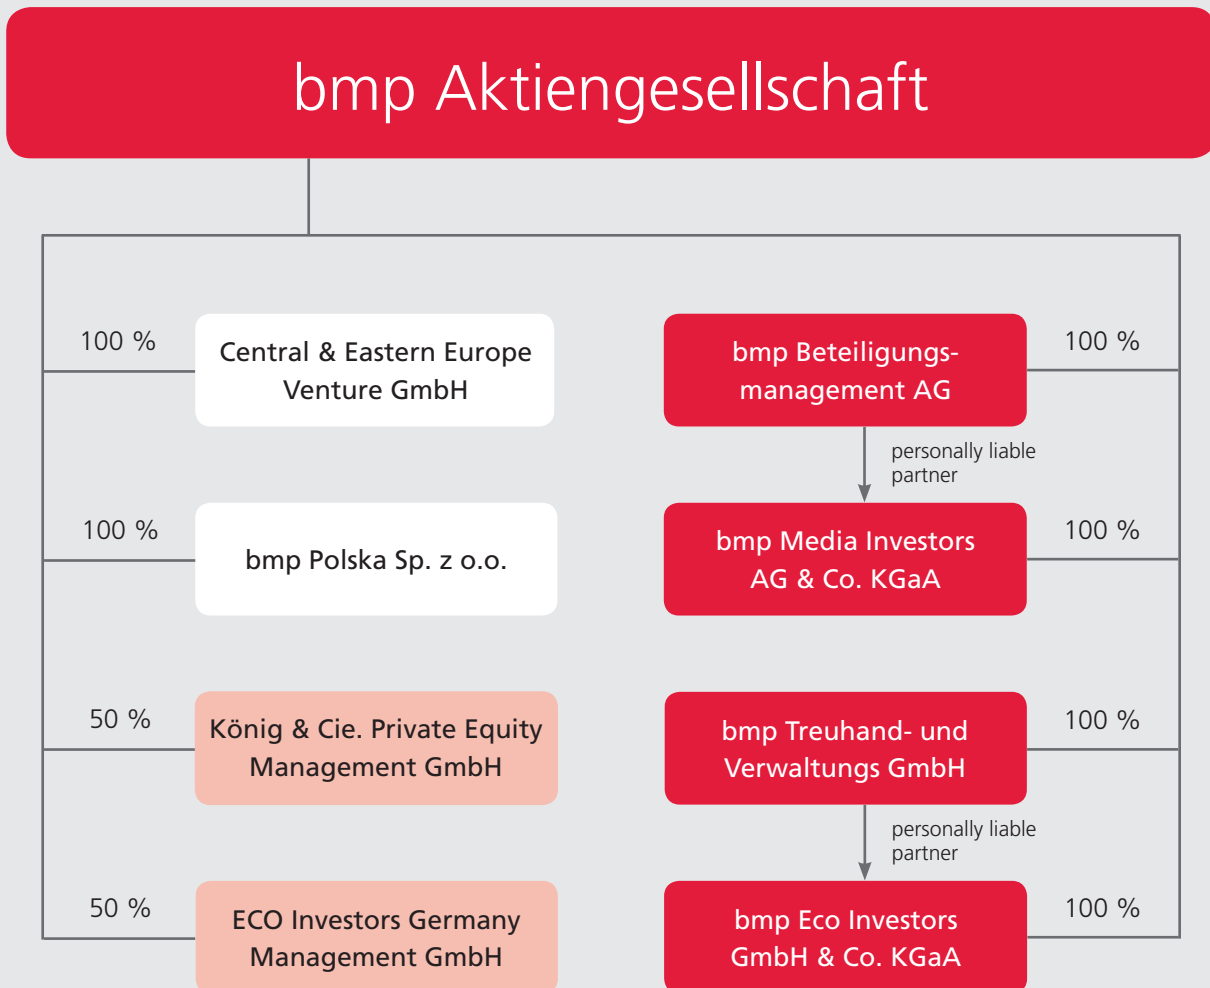 bmp Aktiengesellschaft
100 %
Central & Eastern Europe
Venture GmbH
bmp Beteiligungs-
management AG
100 %
personally liable
partner
100 %
bmp Polska Sp. z o.o.
bmp Media Investors
AG & Co. KGaA
100 %
50 %
König & Cie. Private Equity
Management GmbH
bmp Treuhand- und
Verwaltungs GmbH
100 %
personally liable
partner
50 %
ECO Investors Germany
Management GmbH
bmp Eco Investors
GmbH & Co. KGaA
100 %